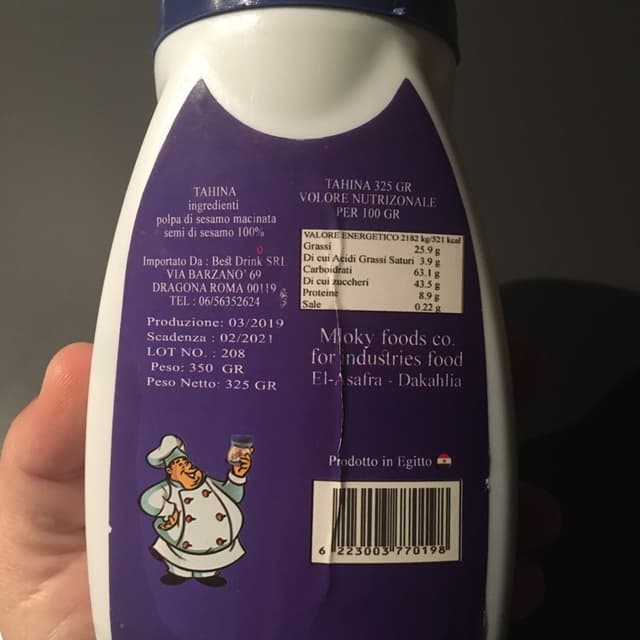 TAHINA
ingredienti
polpa di sesamo macinata
semi di sesamo 100%
Importato Da : Best Drink SRL
VIA BARZANO' 69
DRAGONA ROMA 00119
TEL : 06/56352624
Produzione: 03/2019
Scadenza : 02/2021
LOT NO. : 208
Peso: 350 GR
Peso Netto: 325 GR
TAHINA 325 GR
VOLORE NUTRIZONALE
PER 100 GR
VALORE ENERGETICO 2182 kg/321 kcal
Grassi 25.9 g
Di cui Acidi Grassi Saturi 3.9 g
Carboidrati 63.1 g
Di cui zuccheri 43.5 g
Proteine 8.9 g
Sale 0.22 g
foods co.
for industries food
El-Asafra - Dakahlia
Prodotto in Egitto
6 223003 770198